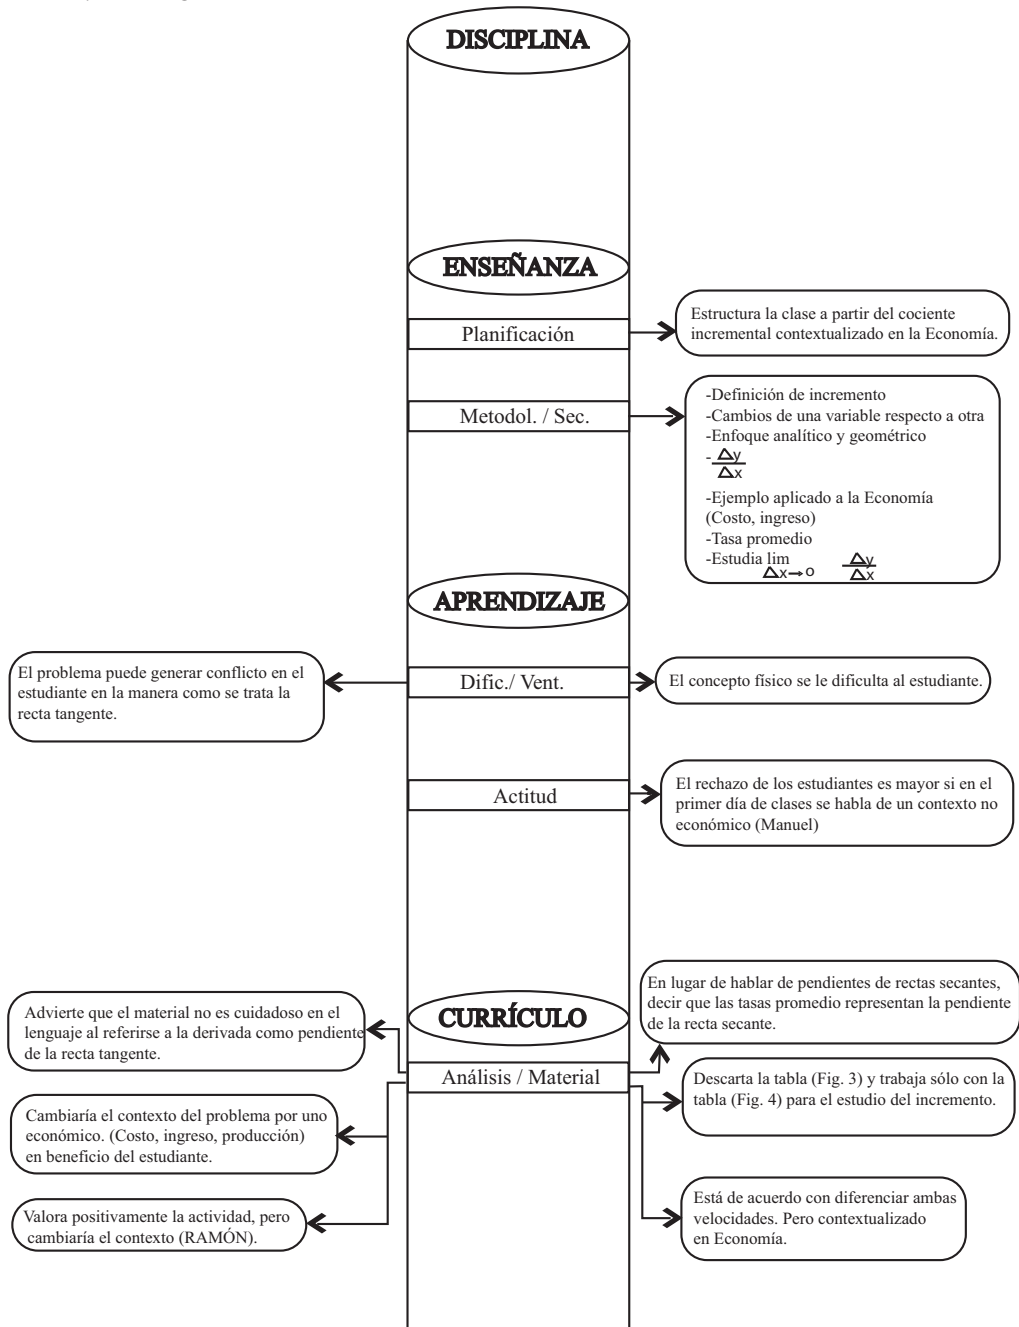 DISCIPLINA
ENSEÑANZA
Planificación
Estructura la clase a partir del cociente
incremental contextualizado en la Economía.
Metodol. / Sec.
-Definición de incremento
-Cambios de una variable respecto a otra
-Enfoque analítico y geométrico
- Δy
Δx
-Ejemplo aplicado a la Economía
(Costo, ingreso)
-Tasa promedio
-Estudia lim Δy
Δx→o Δx
APRENDIZAJE
El problema puede generar conflicto en el
estudiante en la manera como se trata la
recta tangente.
Dific./ Vent.
El concepto físico se le dificulta al estudiante.
Actitud
El rechazo de los estudiantes es mayor si en el
primer día de clases se habla de un contexto no
económico (Manuel)
CURRÍCULO
Advierte que el material no es cuidadoso en el
lenguaje al referirse a la derivada como pendiente
de la recta tangente.
En lugar de hablar de pendientes de rectas secantes,
decir que las tasas promedio representan la pendiente
de la recta secante.
Análisis / Material
Cambiaría el contexto del problema por uno
económico. (Costo, ingreso, producción)
en beneficio del estudiante.
Descarta la tabla (Fig. 3) y trabaja sólo con la
tabla (Fig. 4) para el estudio del incremento.
Valora positivamente la actividad, pero
cambiaría el contexto (RAMÓN).
Está de acuerdo con diferenciar ambas
velocidades. Pero contextualizado
en Economía.